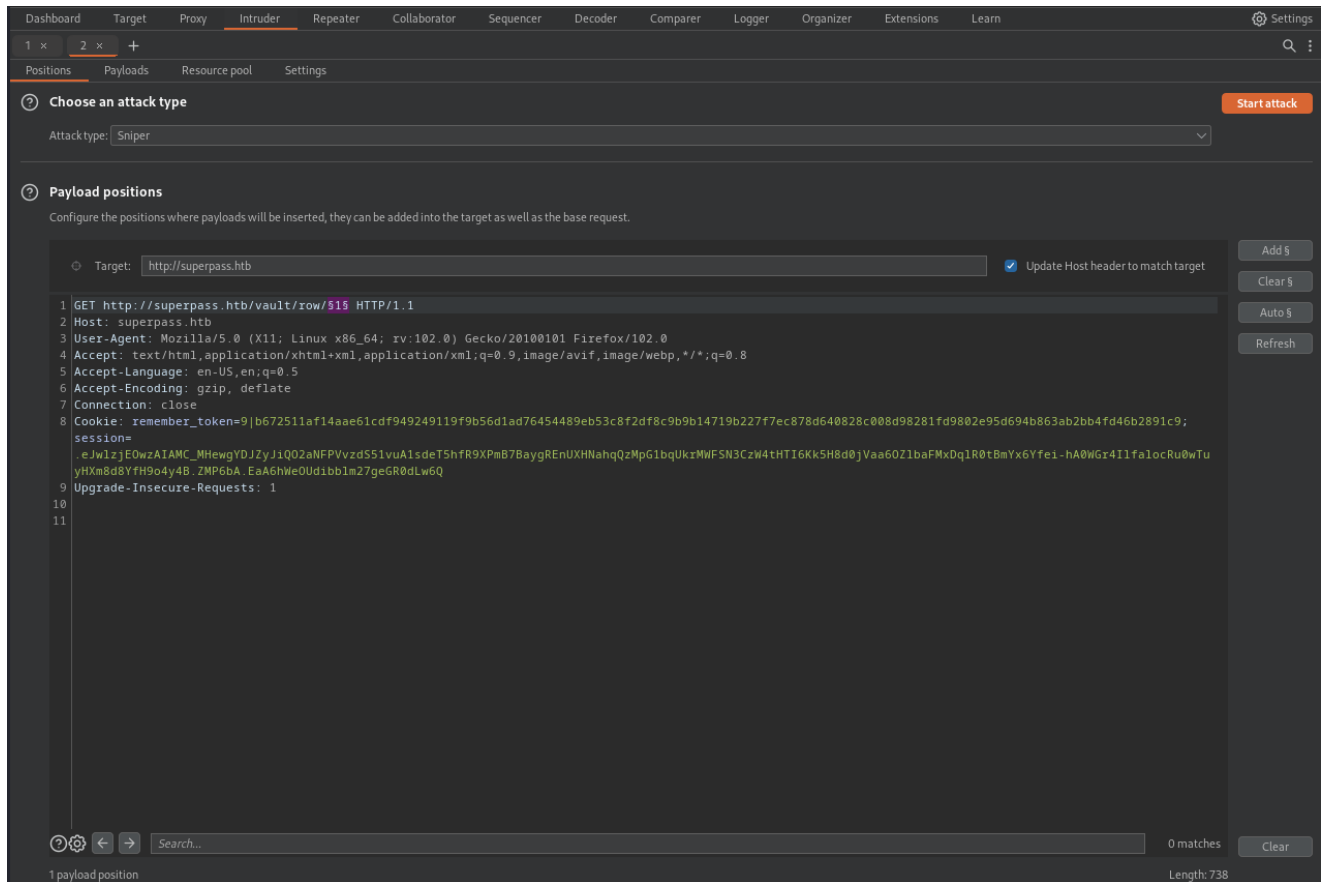 Dashboard Target Proxy Intruder Repeater Collaborator Sequencer Decoder Comparer Logger Organizer Extensions Learn Settings
1 × 2 × +
Positions Payloads Resource pool Settings
? Choose an attack type Start attack
Attack type: Sniper
? Payload positions
Configure the positions where payloads will be inserted, they can be added into the target as well as the base request.
Add §
Target: http://superpass.htb Update Host header to match target
Clear §
1 GET http://superpass.htb/vault/row/§1§ HTTP/1.1
Auto §
2 Host: superpass.htb
3 User-Agent: Mozilla/5.0 (X11; Linux x86_64; rv:102.0) Gecko/20100101 Firefox/102.0
Refresh
4 Accept: text/html,application/xhtml+xml,application/xml;q=0.9,image/avif,image/webp,*/*;q=0.8
5 Accept-Language: en-US,en;q=0.5
6 Accept-Encoding: gzip, deflate
7 Connection: close
8 Cookie: remember_token=9|b672511af14aae61cdf949249119f9b56d1ad76454489eb53c8f2df8c9b9b14719b227f7ec878d640828c008d98281fd9802e95d694b863ab2bb4fd46b2891c9;
session=
9 Upgrade-Insecure-Requests: 1
10
11
? Search... 0 matches Clear
1 payload position Length: 738